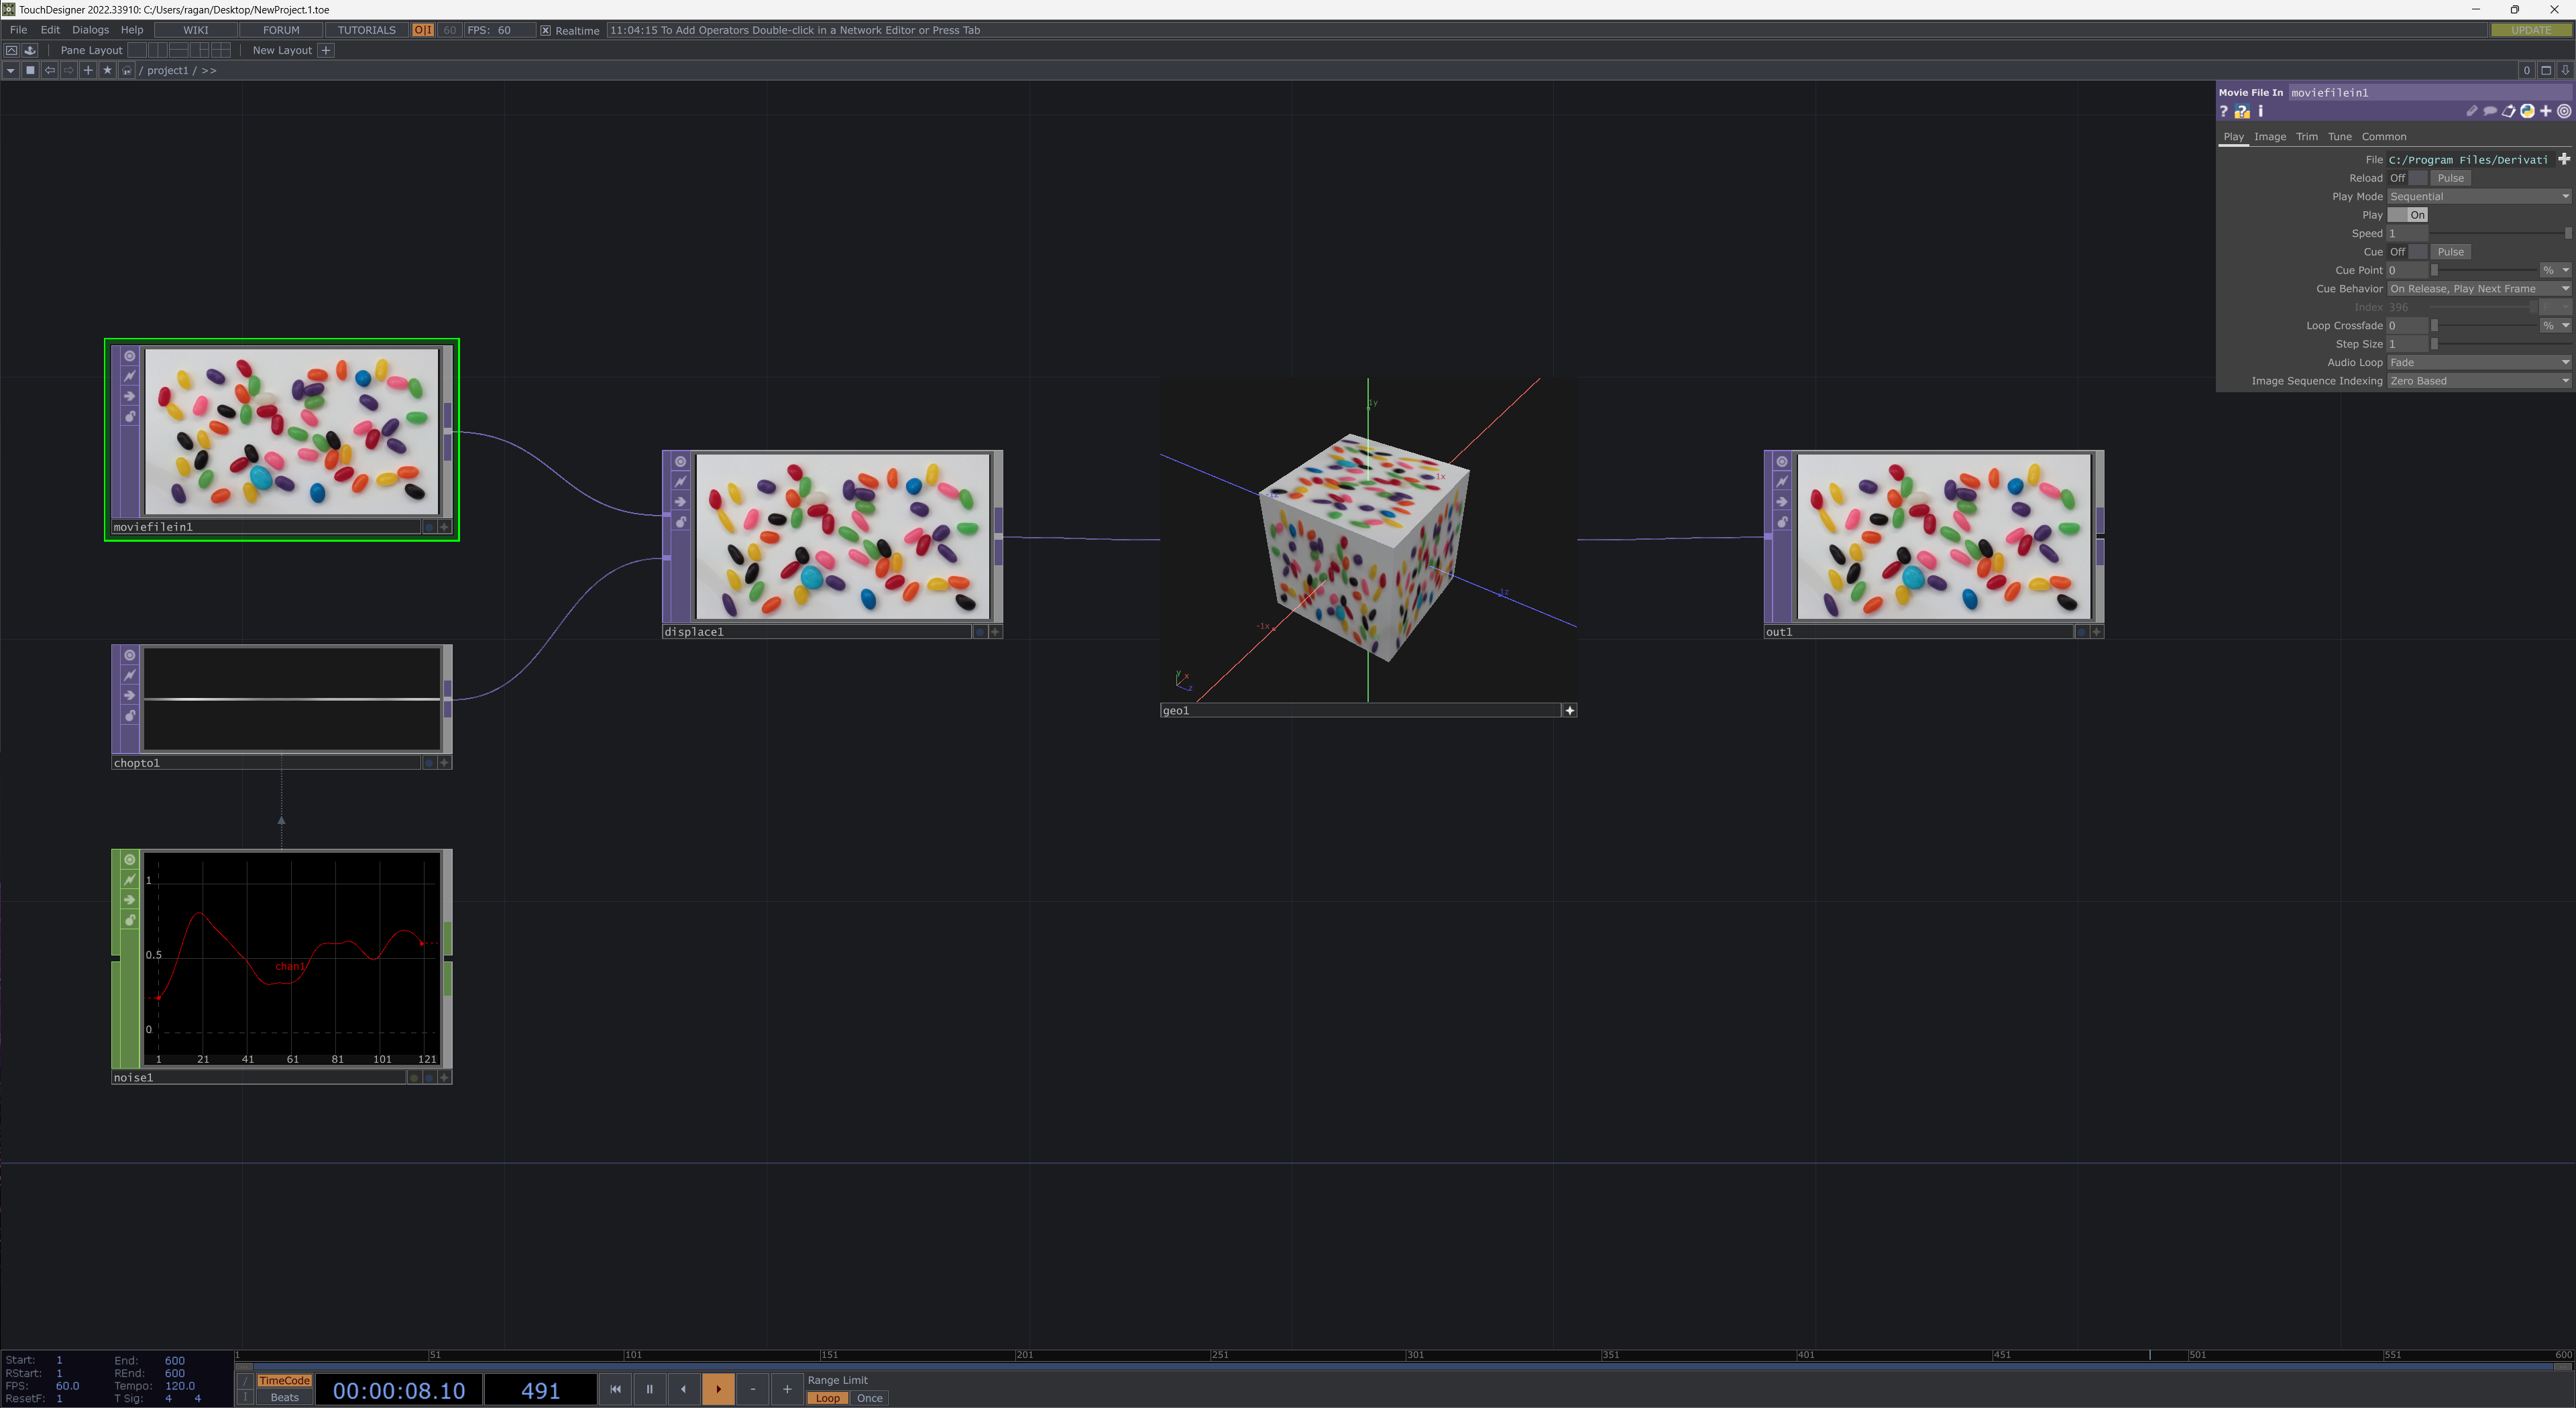 TouchDesigner 2022.33910: C:/Users/ragan/Desktop/NewProject.1.toe
File Edit Dialogs Help WIKI FORUM TUTORIALS O|I 60 FPS: 60 Realtime 11:04:15 To Add Operators Double-click in a Network Editor or Press Tab UPDATE
Pane Layout New Layout +
/ project1 / >> 0
Movie File In moviefilein1
Play Image Trim Tune Common
File C:/Program Files/Derivati
Reload Off Pulse
Play Mode Sequential
Play On
Speed 1
Cue Off Pulse
Cue Point 0 %
Cue Behavior On Release, Play Next Frame
Index 396
Loop Crossfade 0 %
Step Size 1
Audio Loop Fade
Image Sequence Indexing Zero Based
moviefilein1
displace1
1y
1x
1z
-1x
y
x
z
geo1
out1
chopto1
1
0.5
chan1
0
1 21 41 61 81 101 121
noise1
1 51 101 151 201 251 301 351 401 451 501 551 600
Start: 1 End: 600
RStart: 1 REnd: 600
FPS: 60.0 Tempo: 120.0
ResetF: 1 T Sig: 4 4
TimeCode
Beats
00:00:08.10 491 - +
Range Limit
Loop Once